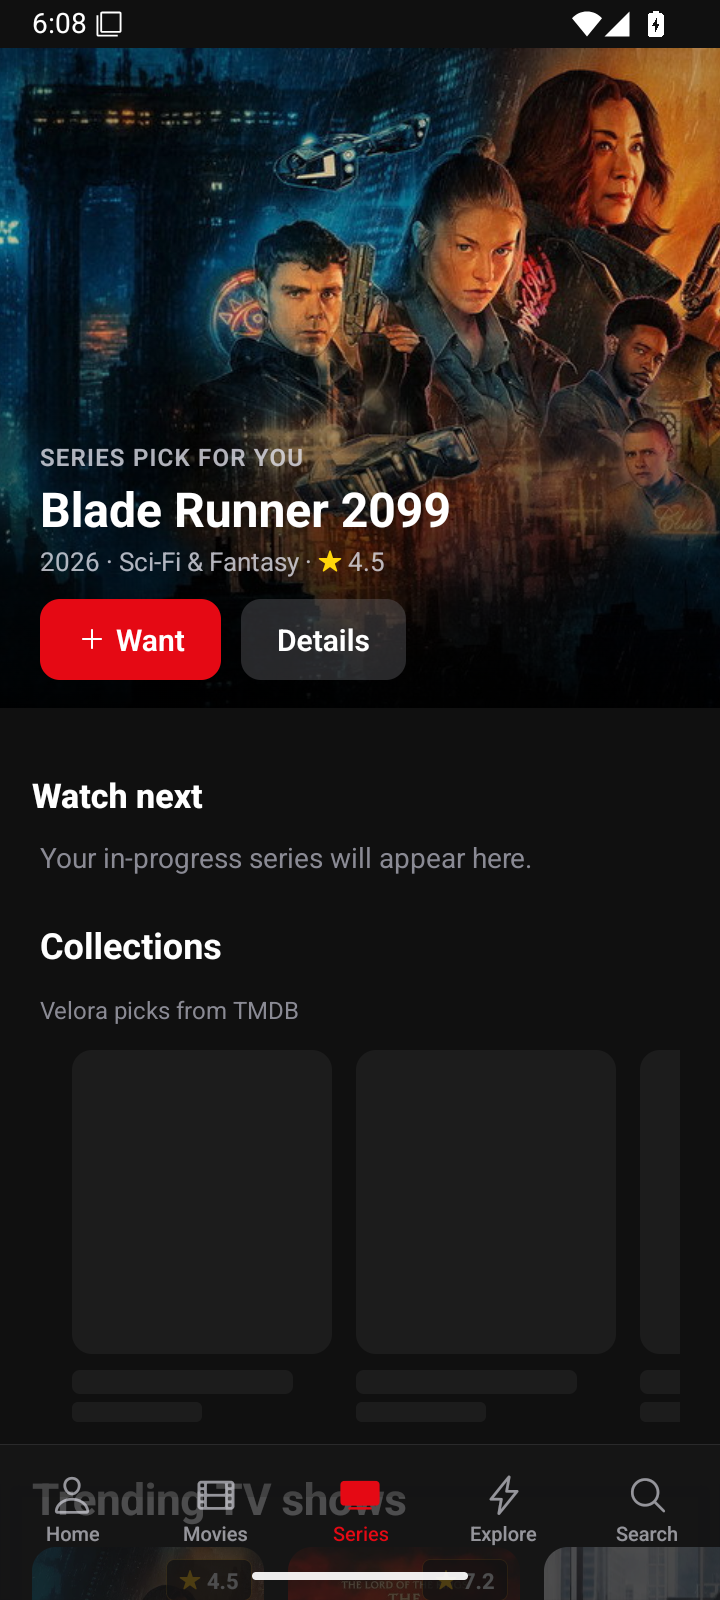 6:08
SERIES PICK FOR YOU
Blade Runner 2099
2026 · Sci-Fi & Fantasy · ★ 4.5
+ Want
Details
Watch next
Your in-progress series will appear here.
Collections
Velora picks from TMDB
Trending TV shows
Home
Movies
Series
Explore
Search
★ 4.5
★ 7.2